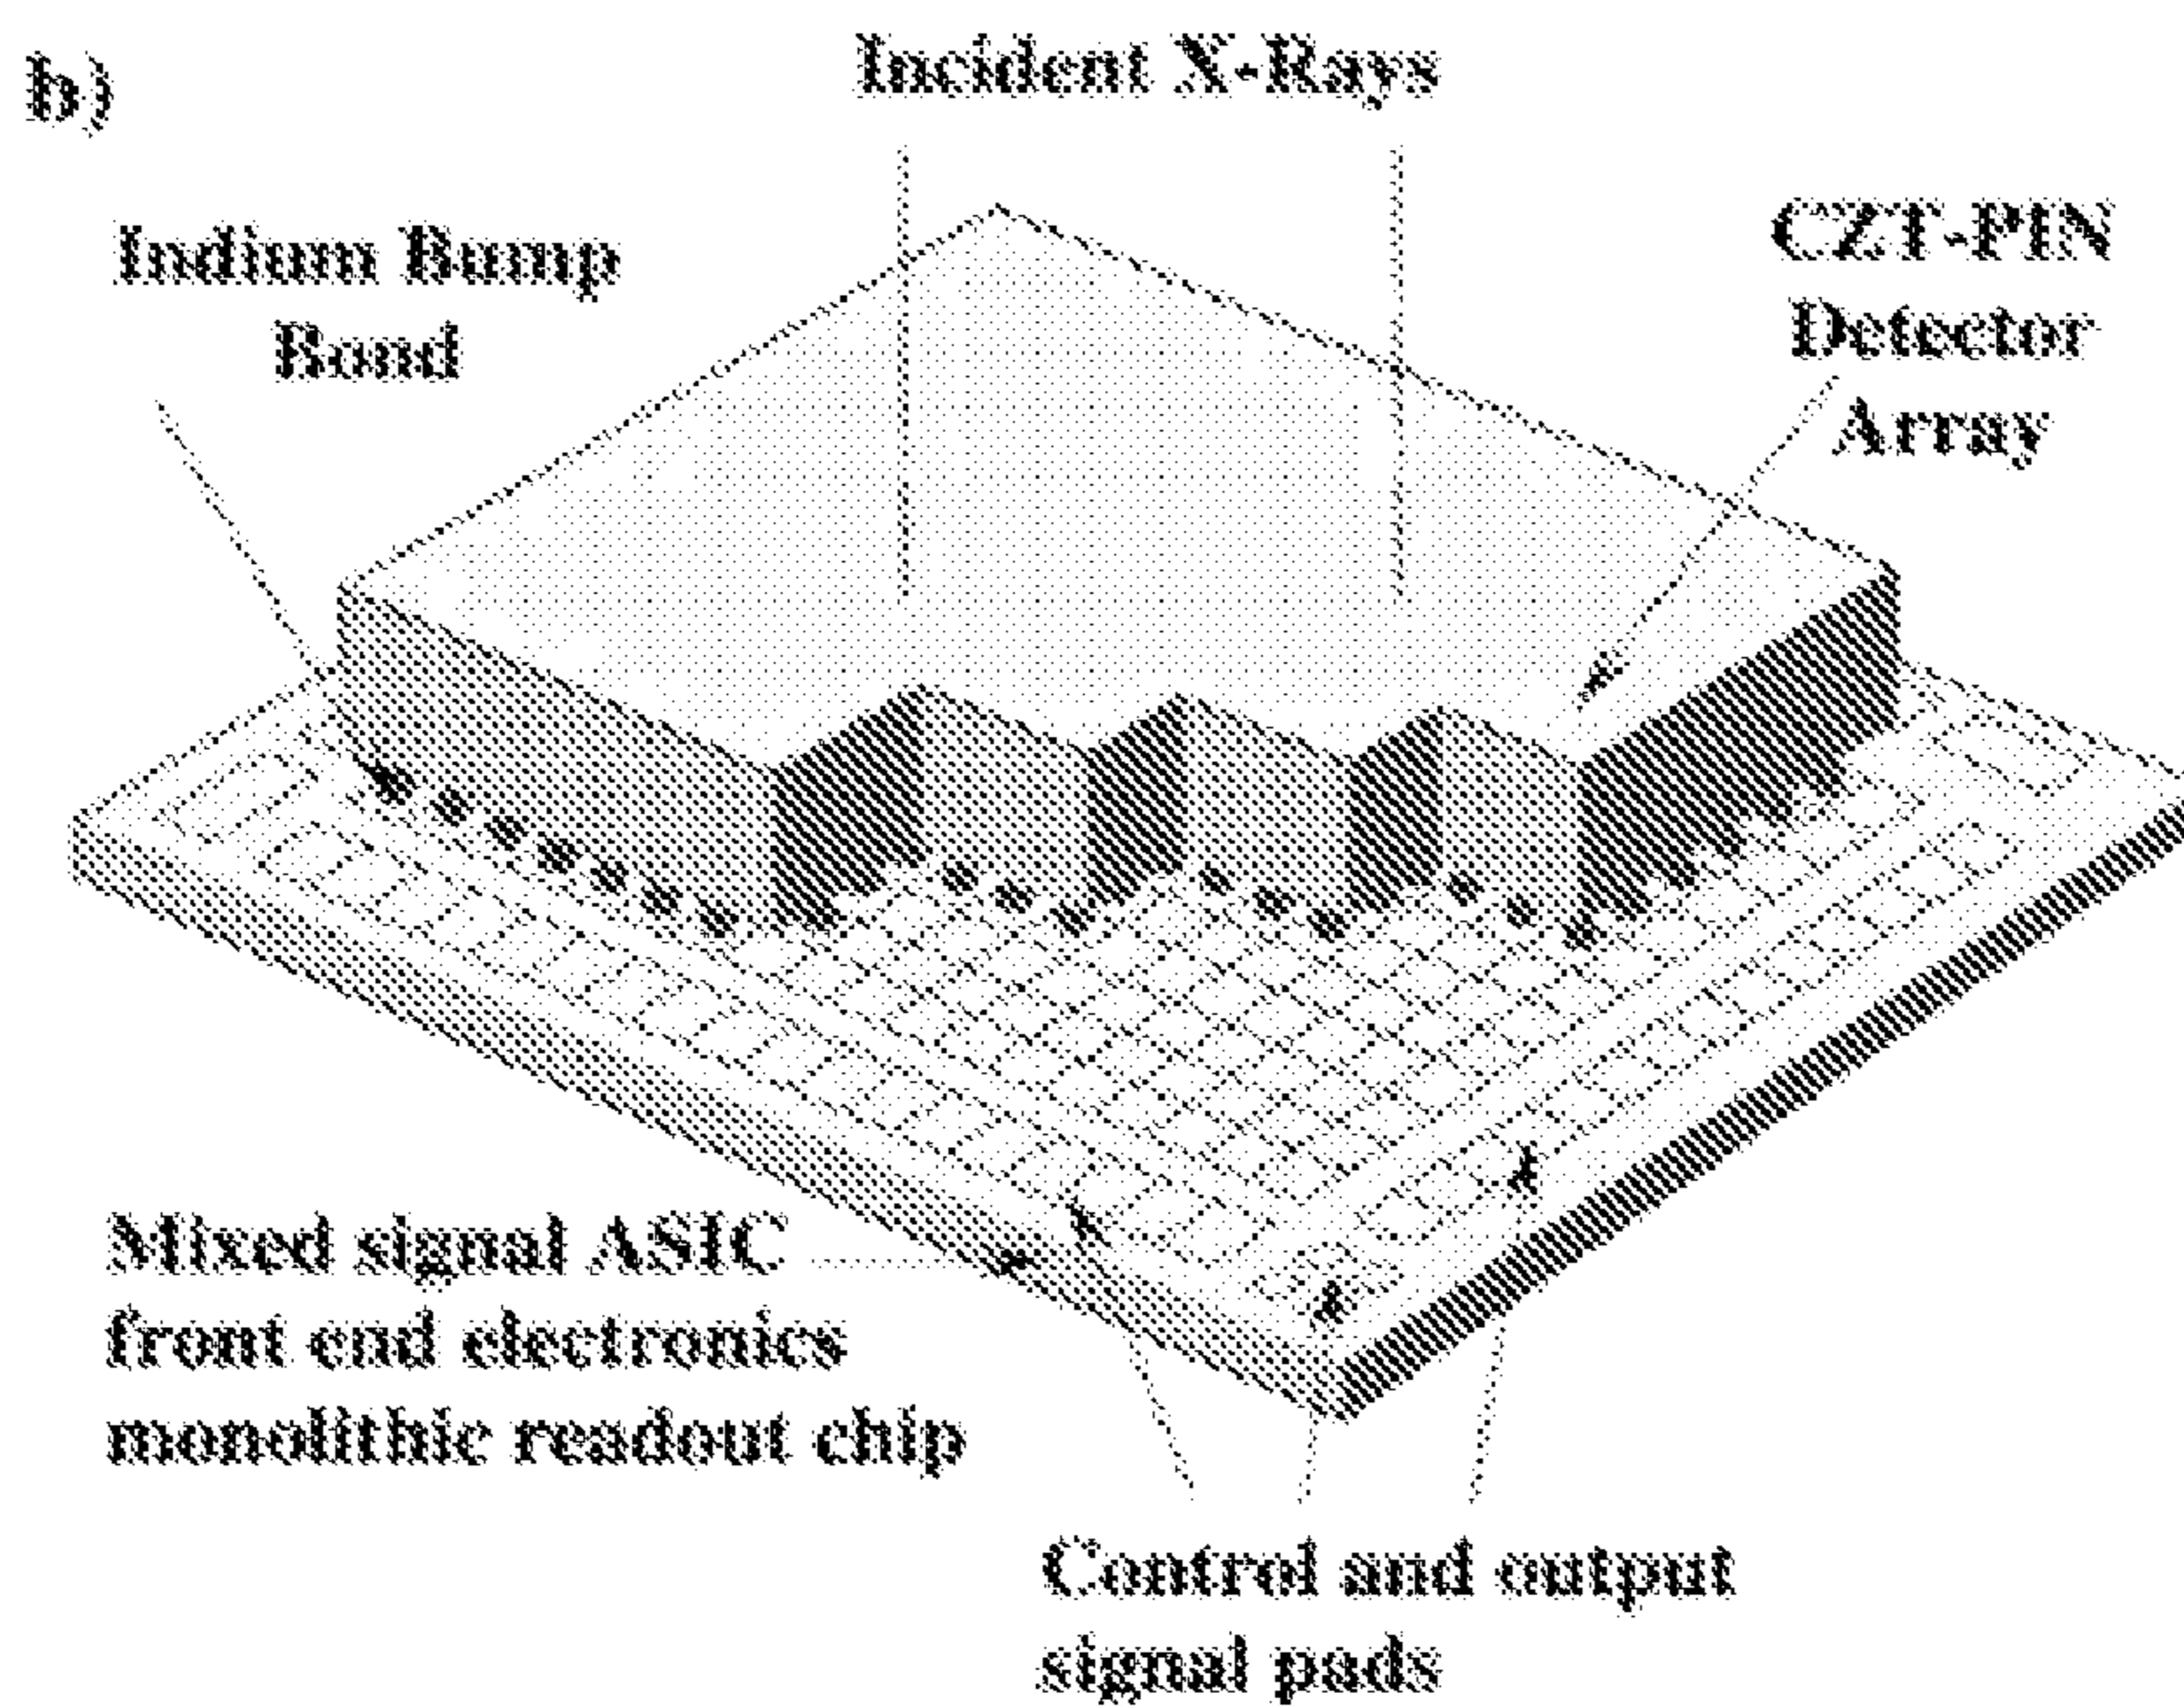 b)
Incident X-Rays
Indium Bump
Bond
CZT-PIN
Detector
Array
Mixed signal ASIC
front end electronics
monolithic readout chip
Control and output
signal pads